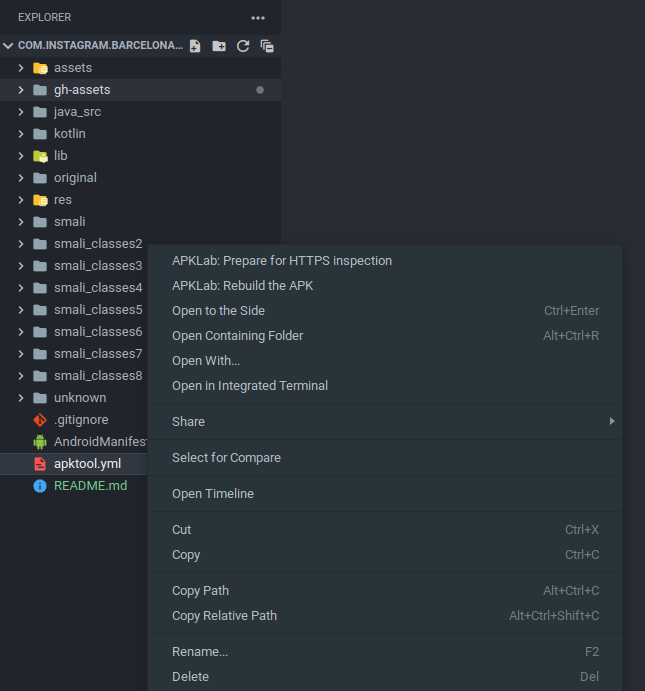 EXPLORER
COM.INSTAGRAM.BARCELONA...
assets
gh-assets
java_src
kotlin
lib
original
res
smali
smali_classes2
smali_classes3
smali_classes4
smali_classes5
smali_classes6
smali_classes7
smali_classes8
unknown
.gitignore
AndroidManifest
apktool.yml
README.md
APKLab: Prepare for HTTPS inspection
APKLab: Rebuild the APK
Open to the Side Ctrl+Enter
Open Containing Folder Alt+Ctrl+R
Open With...
Open in Integrated Terminal
Share
Select for Compare
Open Timeline
Cut Ctrl+X
Copy Ctrl+C
Copy Path Alt+Ctrl+C
Copy Relative Path Alt+Ctrl+Shift+C
Rename... F2
Delete Del